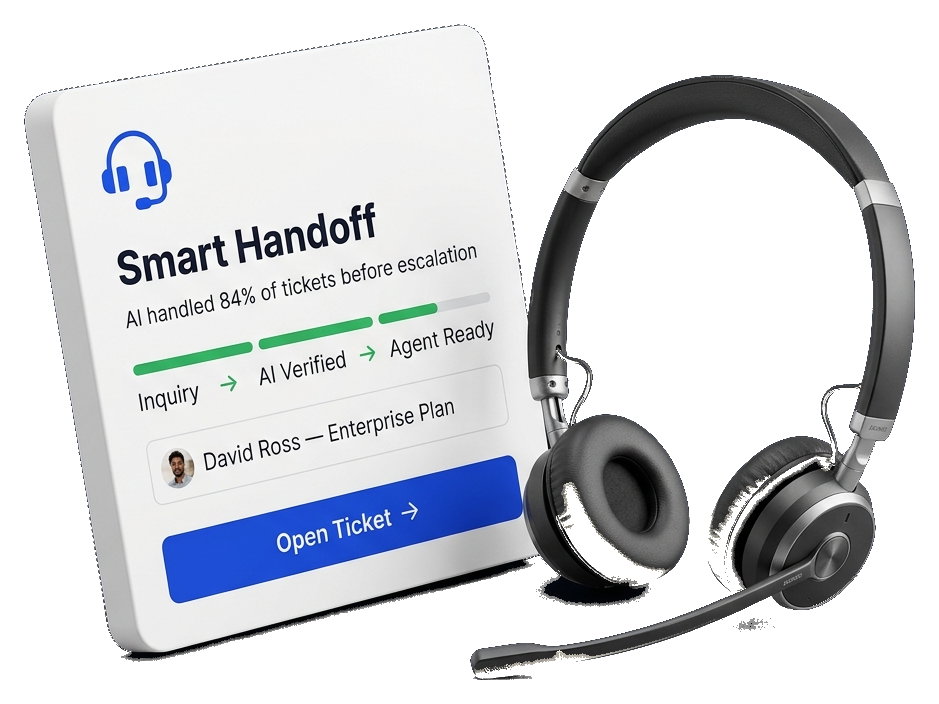 Smart Handoff
AI handled 84% of tickets before escalation
Inquiry → AI Verified → Agent Ready
David Ross — Enterprise Plan
Open Ticket →